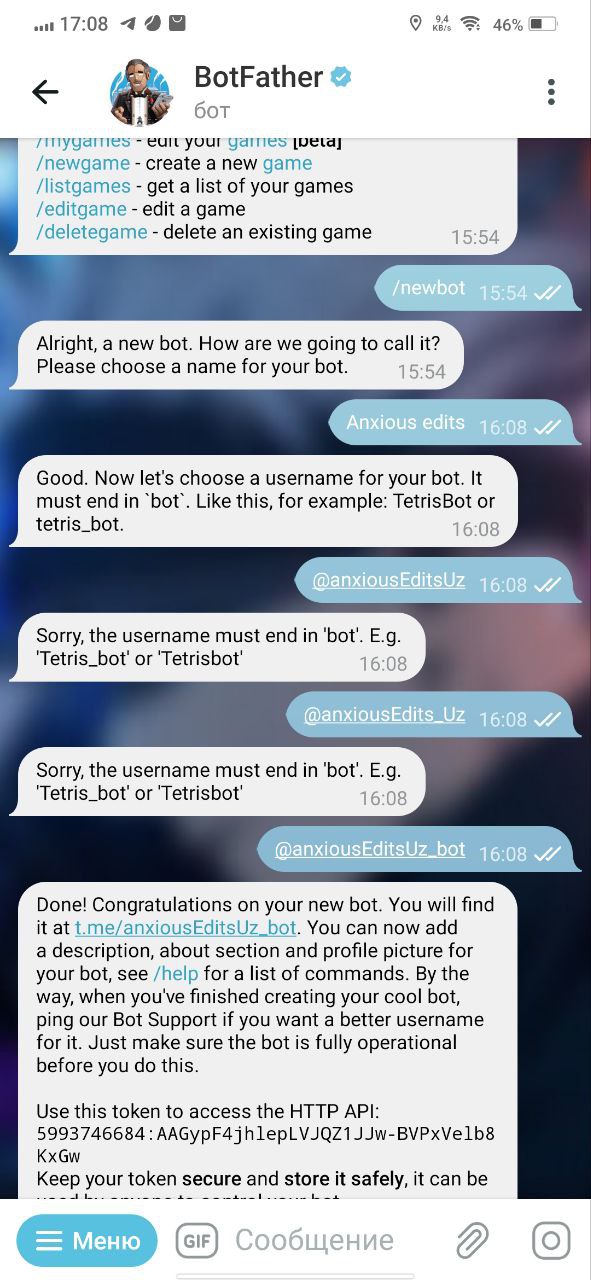 17:08
9,4
KB/s
46%
BotFather
бот
/mygames - edit your games [beta]
/newgame - create a new game
/listgames - get a list of your games
/editgame - edit a game
/deletegame - delete an existing game
15:54
/newbot 15:54
Alright, a new bot. How are we going to call it?
Please choose a name for your bot.
15:54
Anxious edits 16:08
Good. Now let's choose a username for your bot. It
must end in `bot`. Like this, for example: TetrisBot or
tetris_bot.
16:08
@anxiousEditsUz 16:08
Sorry, the username must end in 'bot'. E.g.
'Tetris_bot' or 'Tetrisbot'
16:08
@anxiousEdits_Uz 16:08
Sorry, the username must end in 'bot'. E.g.
'Tetris_bot' or 'Tetrisbot'
16:08
@anxiousEditsUz_bot 16:08
Done! Congratulations on your new bot. You will find
it at t.me/anxiousEditsUz_bot. You can now add
a description, about section and profile picture for
your bot, see /help for a list of commands. By the
way, when you've finished creating your cool bot,
ping our Bot Support if you want a better username
for it. Just make sure the bot is fully operational
before you do this.
Use this token to access the HTTP API:
5993746684:AAGypF4jhlepLVJQZ1JJw-BVPxVelb8
KxGw
Keep your token secure and store it safely, it can be
used by anyone to control your bot.
Меню
GIF
Сообщение